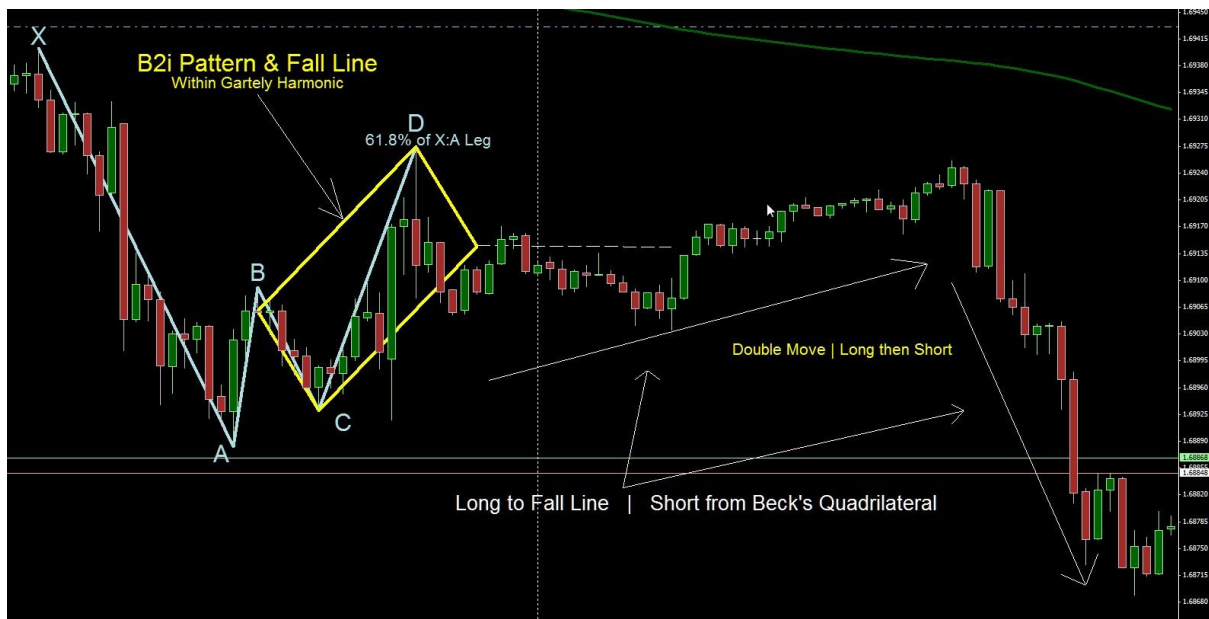 X
B2i Pattern & Fall Line
Within Gartely Harmonic
D
61.8% of X:A Leg
B
A
C
Double Move | Long then Short
Long to Fall Line | Short from Beck's Quadrilateral
1.69450
1.69415
1.69380
1.69345
1.69310
1.69275
1.69240
1.69205
1.69170
1.69135
1.69100
1.69065
1.69030
1.68995
1.68960
1.68925
1.68890
1.68868
1.68855
1.68848
1.68820
1.68785
1.68750
1.68715
1.68680